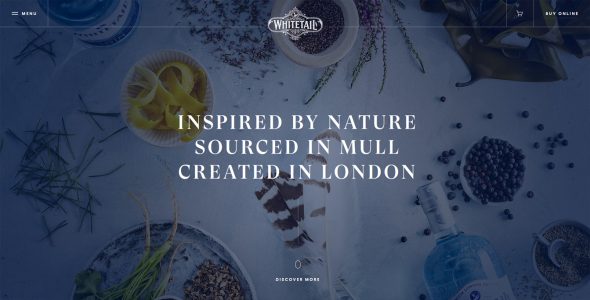 MENU
WHITETAIL
BUY ONLINE
INSPIRED BY NATURE
SOURCED IN MULL
CREATED IN LONDON
DISCOVER MORE